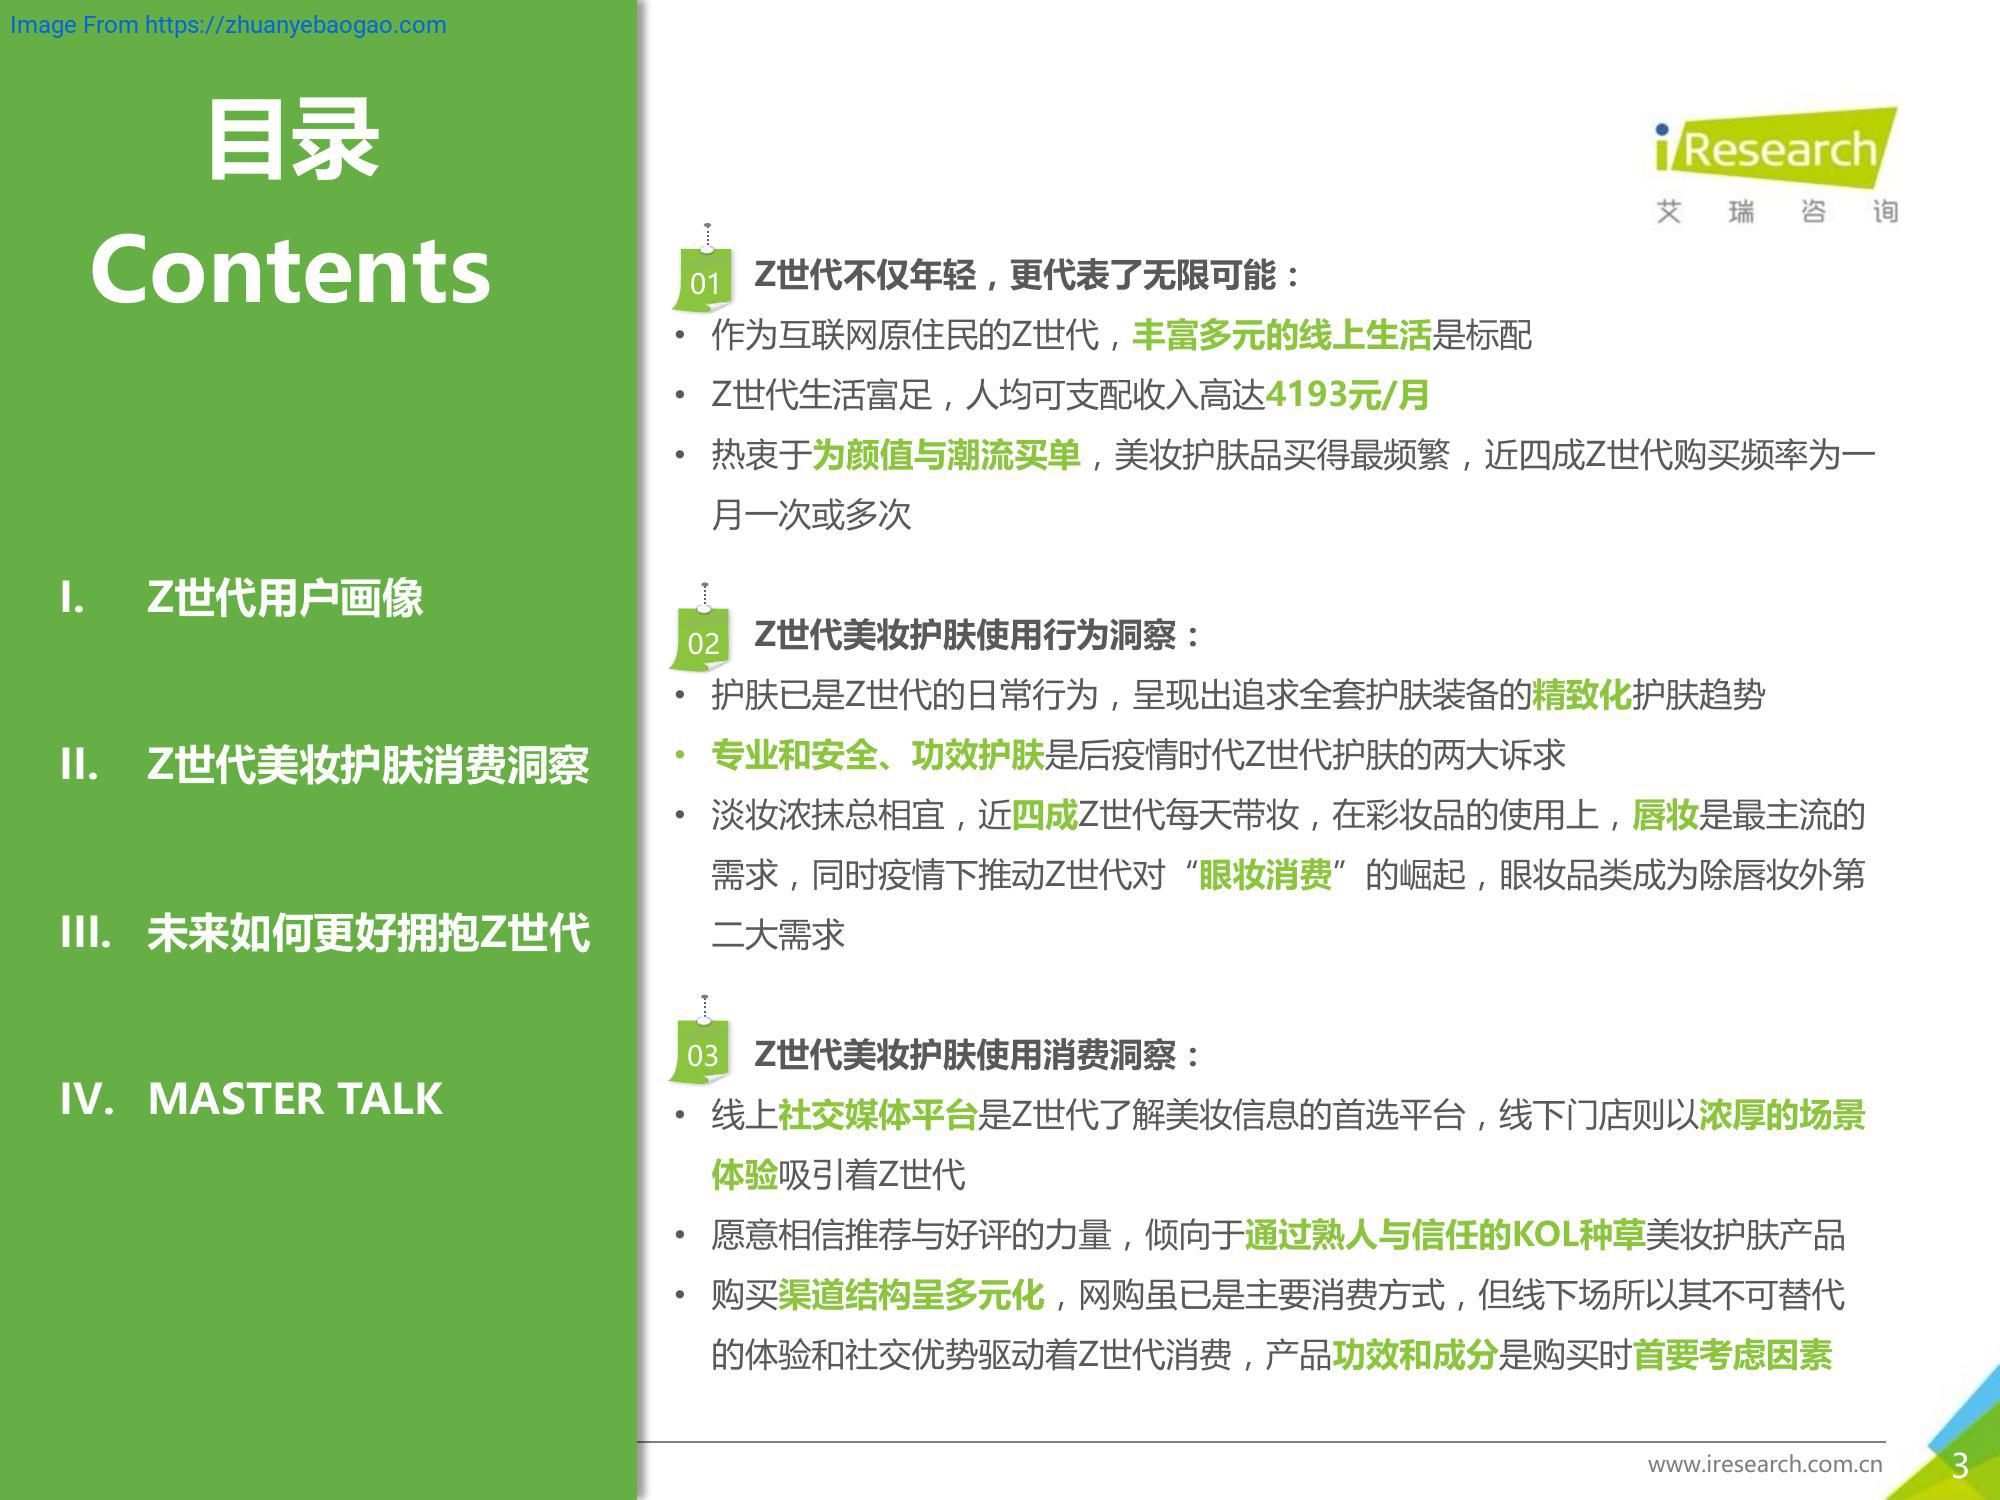 Image From https://zhuanyebaogao.com
目录
Contents
I. Z世代用户画像
II. Z世代美妆护肤消费洞察
III. 未来如何更好拥抱Z世代
IV. MASTER TALK
iResearch
艾瑞咨询
01 Z世代不仅年轻，更代表了无限可能：
• 作为互联网原住民的Z世代，丰富多元的线上生活是标配
• Z世代生活富足，人均可支配收入高达4193元/月
• 热衷于为颜值与潮流买单，美妆护肤品买得最频繁，近四成Z世代购买频率为一
月一次或多次
02 Z世代美妆护肤使用行为洞察：
• 护肤已是Z世代的日常行为，呈现出追求全套护肤装备的精致化护肤趋势
• 专业和安全、功效护肤是后疫情时代Z世代护肤的两大诉求
• 淡妆浓抹总相宜，近四成Z世代每天带妆，在彩妆品的使用上，唇妆是最主流的
需求，同时疫情下推动Z世代对“眼妆消费”的崛起，眼妆品类成为除唇妆外第
二大需求
03 Z世代美妆护肤使用消费洞察：
• 线上社交媒体平台是Z世代了解美妆信息的首选平台，线下门店则以浓厚的场景
体验吸引着Z世代
• 愿意相信推荐与好评的力量，倾向于通过熟人与信任的KOL种草美妆护肤产品
• 购买渠道结构呈多元化，网购虽已是主要消费方式，但线下场所以其不可替代
的体验和社交优势驱动着Z世代消费，产品功效和成分是购买时首要考虑因素
www.iresearch.com.cn
3